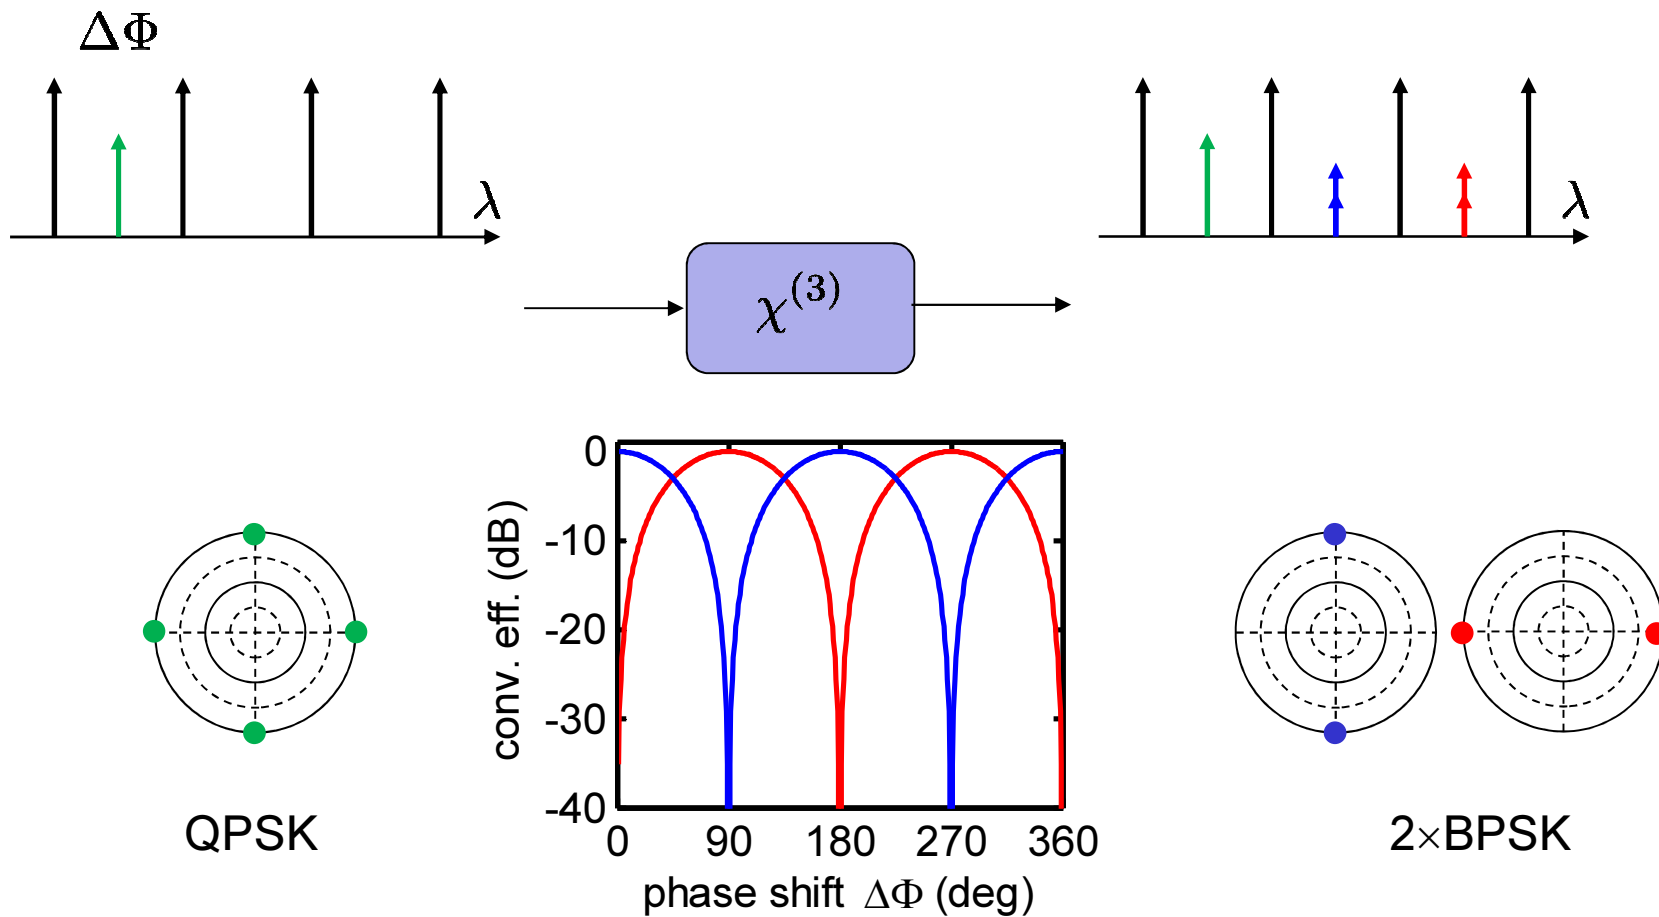 ΔΦ
λ
λ
χ(3)
0
-10
-20
-30
-40
conv. eff. (dB)
0 90 180 270 360
phase shift ΔΦ (deg)
QPSK
2×BPSK